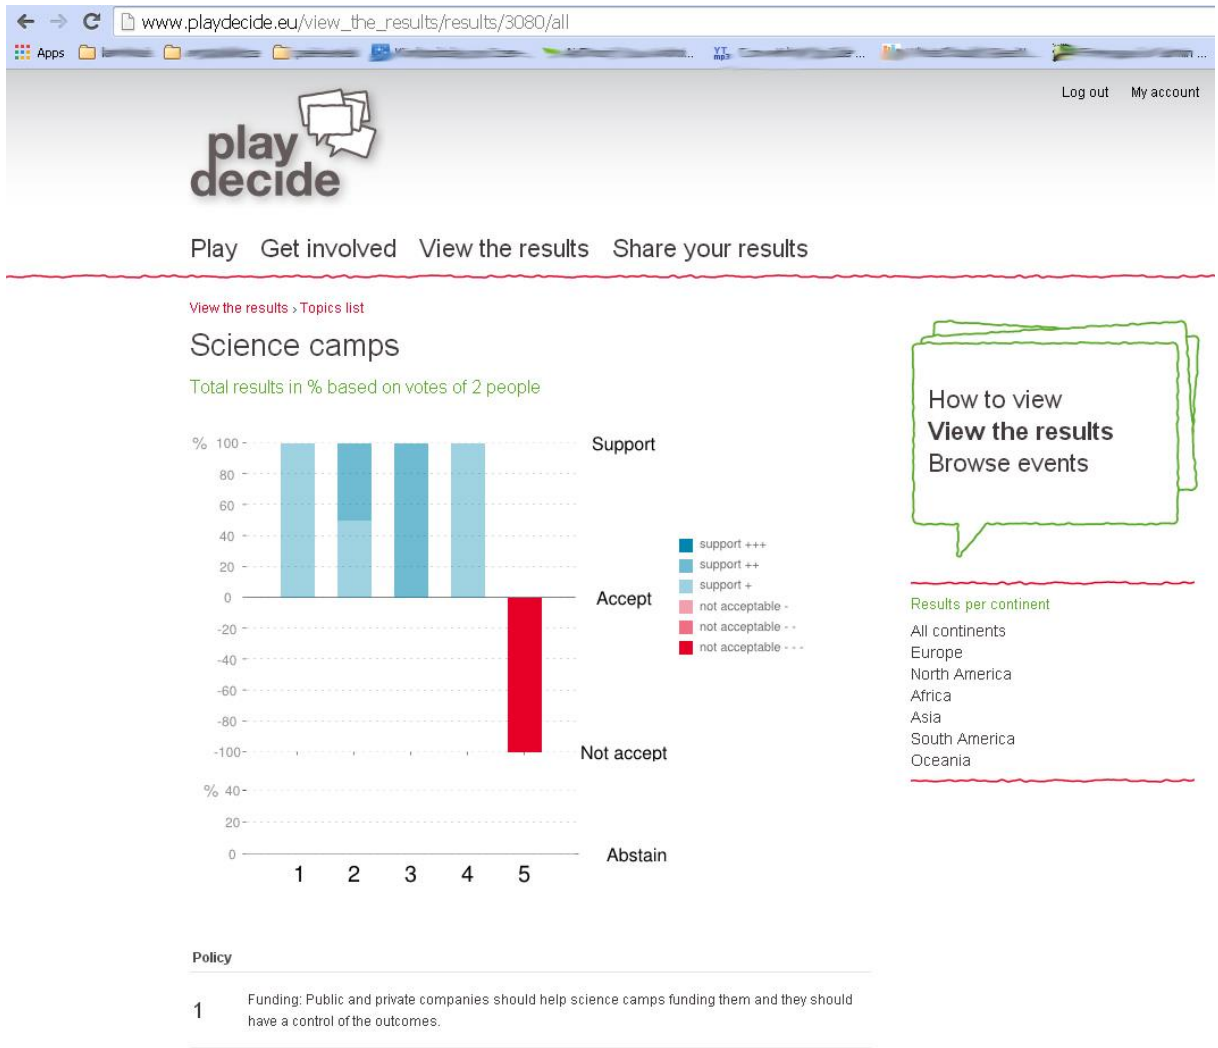 www.playdecide.eu/view_the_results/results/3080/all
Apps
YT
mp3
Log out My account
play
decide
Play Get involved View the results Share your results
View the results › Topics list
Science camps
Total results in % based on votes of 2 people
How to view
View the results
Browse events
% 100
80
60
40
20
0
-20
-40
-60
-80
-100
Support
Accept
Not accept
support +++
support ++
support +
not acceptable -
not acceptable - -
not acceptable - - -
% 40
20
0
Abstain
1 2 3 4 5
Results per continent
All continents
Europe
North America
Africa
Asia
South America
Oceania
Policy
1
Funding: Public and private companies should help science camps funding them and they should
have a control of the outcomes.